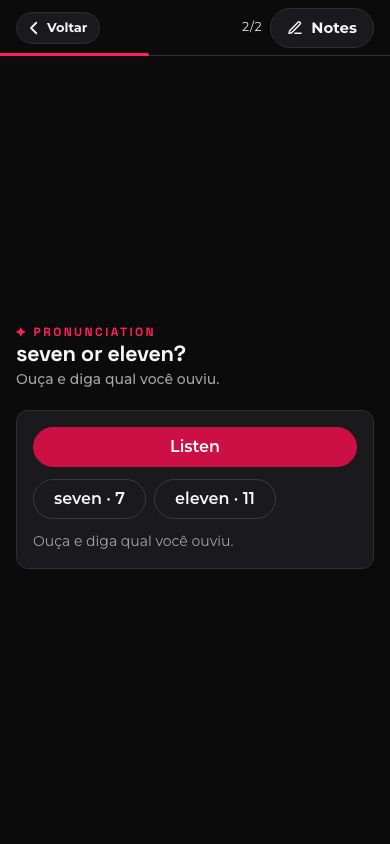 Voltar
2/2
Notes
PRONUNCIATION
seven or eleven?
Ouça e diga qual você ouviu.
Listen
seven · 7
eleven · 11
Ouça e diga qual você ouviu.